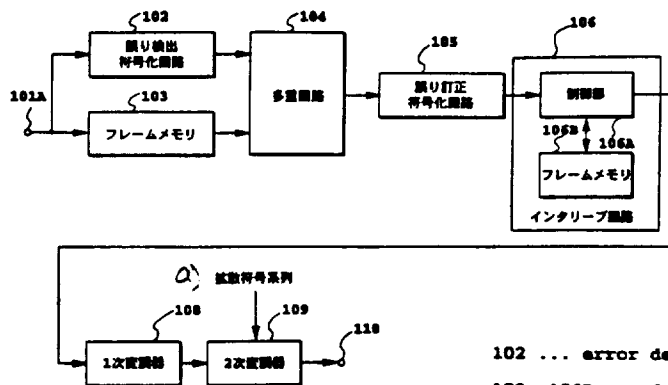 102
104
106
誤り検出
符号化回路
105
101A
103
多重回路
誤り訂正
符号化回路
制御部
106B
106A
フレームメモリ
フレームメモリ
インタリーブ回路
a) 拡散符号系列
108
109
110
1次変調器
2次変調器
102 ... error de